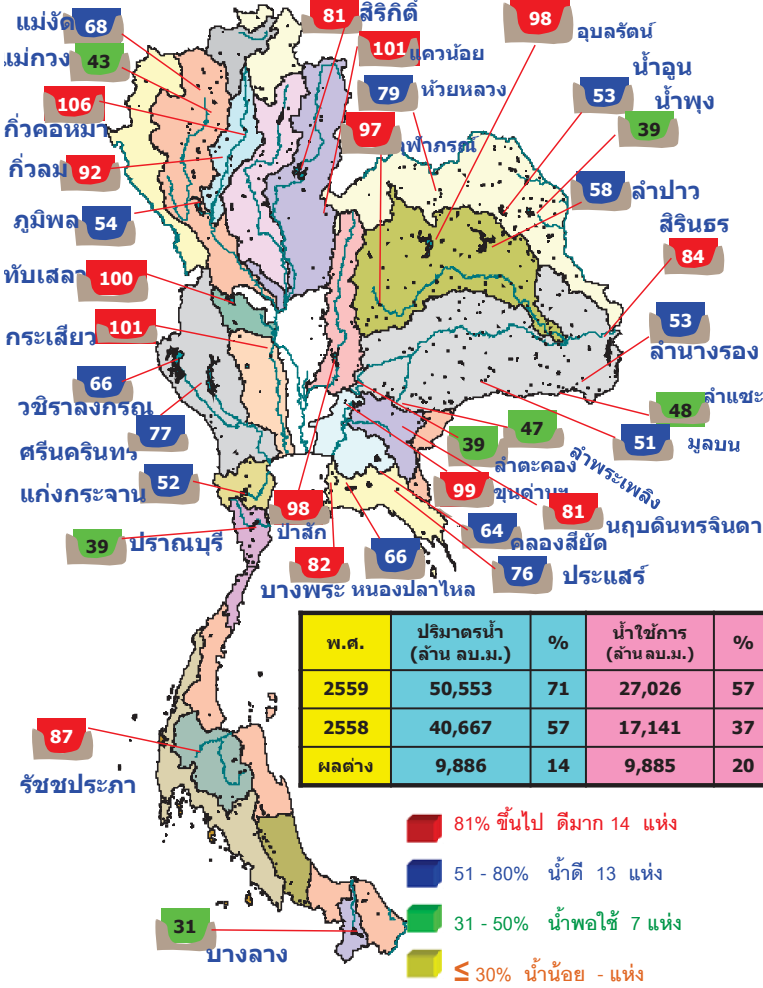 81 สิริกิติ์
98 อุบลรัตน์
แม่งัด 68
101 แควน้อย
แม่กวง 43
79 ห้วยหลวง
น้ำอูน
53 น้ำพุง
106
97
39
กิ่วคอหมา
กิ่วลม 92
58 ลำปาว
ภูมิพล 54
สิรินธร
84
ทับเสลา 100
กระเสียว 101
53
ลำนางรอง
66
วชิราลงกรณ
48 ลำแซะ
77
47
51 มูลบน
ศรีนครินทร์
39
ลำตะคอง
ลำพระเพลิง
แก่งกระจาน 52
99 ขุนด่านฯ
98
ป่าสัก
81 นฤบดินทรจินดา
39 ปราณบุรี
64
คลองสียัด
82
66
76 ประแสร์
บางพระ หนองปลาไหล
พ.ศ. ปริมาตรน้ำ (ล้าน ลบ.ม.) % น้ำใช้การ (ล้าน ลบ.ม.) %
2559 50,553 71 27,026 57
2558 40,667 57 17,141 37
ผลต่าง 9,886 14 9,885 20
87
รัชชประภา
81% ขึ้นไป ดีมาก 14 แห่ง
51 - 80% น้ำดี 13 แห่ง
31 - 50% น้ำพอใช้ 7 แห่ง
≤ 30% น้ำน้อย - แห่ง
31
บางลาง